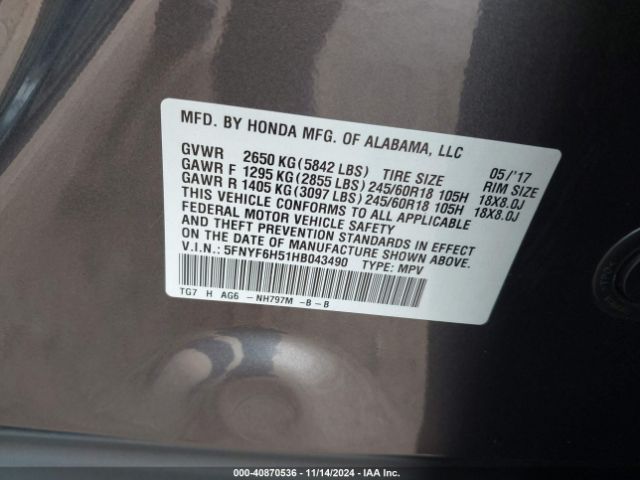 MFD. BY HONDA MFG. OF ALABAMA, LLC
GVWR 2650 KG (5842 LBS) TIRE SIZE 05/'17 RIM SIZE
GAWR F 1295 KG (2855 LBS) 245/60R18 105H 18X8.0J
GAWR R 1405 KG (3097 LBS) 245/60R18 105H 18X8.0J
THIS VEHICLE CONFORMS TO ALL APPLICABLE
FEDERAL MOTOR VEHICLE SAFETY
AND THEFT PREVENTION STANDARDS IN EFFECT
ON THE DATE OF MANUFACTURE SHOWN ABOVE.
V.I.N.: 5FNYF6H51HB043490 TYPE: MPV
TG7 H AG6 - NH797M -B - B
000-40870536 - 11/14/2024 - IAA Inc.